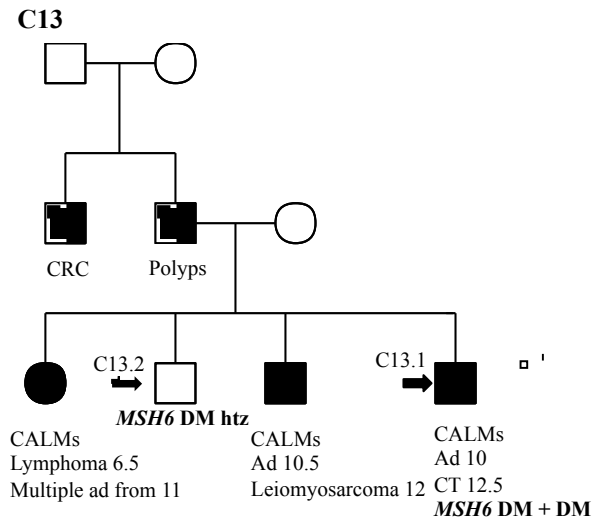 C13
CRC
Polyps
C13.2
C13.1
MSH6 DM htz
CALMs
Lymphoma 6.5
Multiple ad from 11
CALMs
Ad 10.5
Leiomyosarcoma 12
CALMs
Ad 10
CT 12.5
MSH6 DM + DM